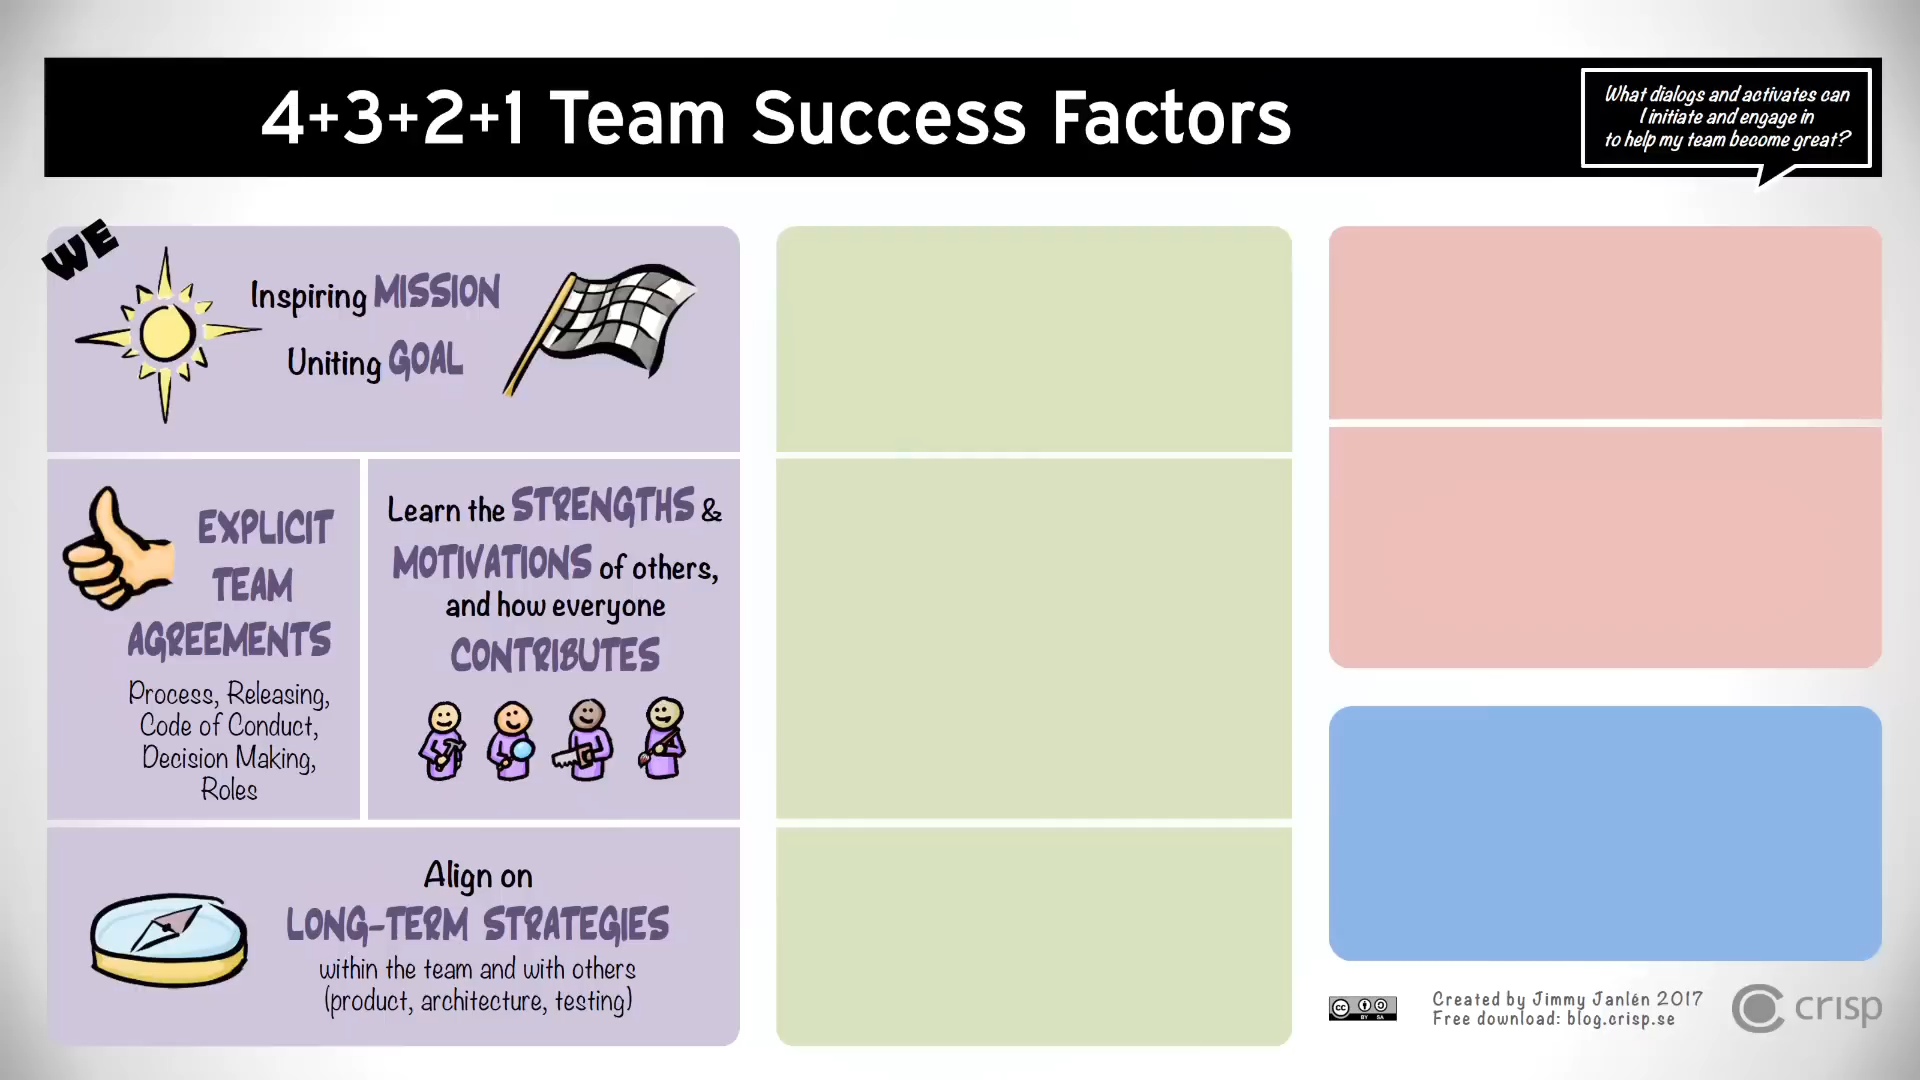 4+3+2+1 Team Success Factors
What dialogs and activates can
I initiate and engage in
to help my team become great?
WE
Inspiring MISSION
Uniting GOAL
EXPLICIT
TEAM
AGREEMENTS
Process, Releasing,
Code of Conduct,
Decision Making,
Roles
Learn the STRENGTHS &
MOTIVATIONS of others,
and how everyone
CONTRIBUTES
Align on
LONG-TERM STRATEGIES
within the team and with others
(product, architecture, testing)
cc BY SA
Created by Jimmy Janlén 2017
Free download: blog.crisp.se
crisp